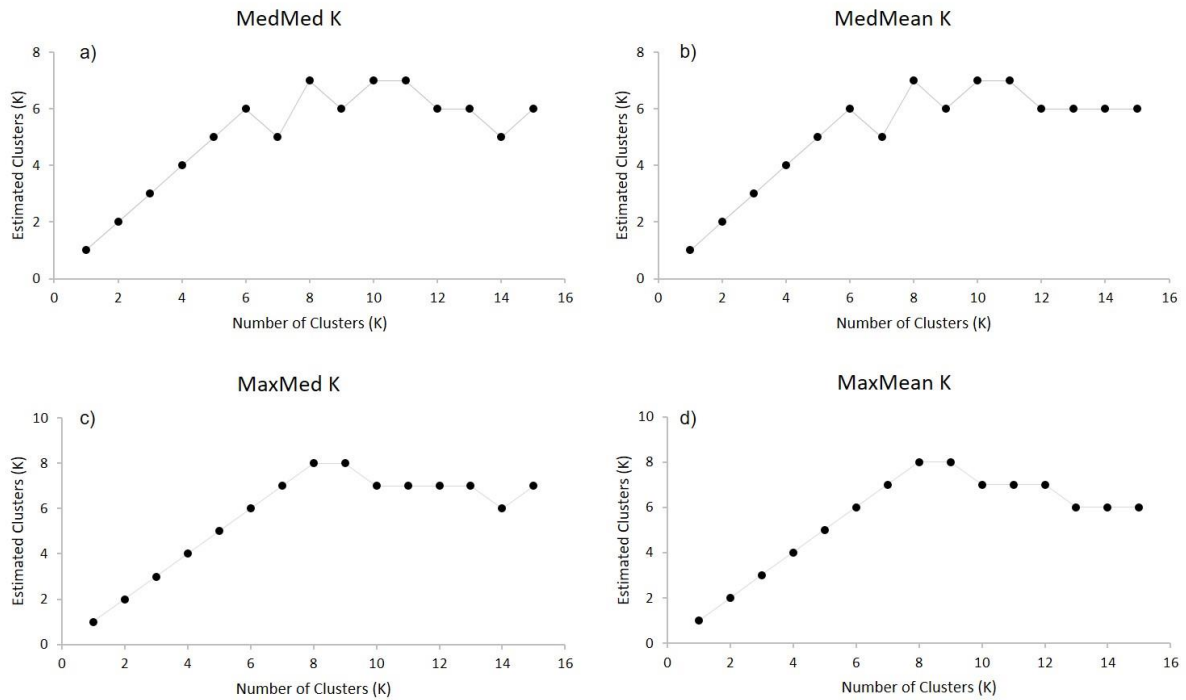 MedMed K
a)
Estimated Clusters (K)
8
6
4
2
0
0 2 4 6 8 10 12 14 16
Number of Clusters (K)
MedMean K
b)
Estimated Clusters (K)
8
6
4
2
0
0 2 4 6 8 10 12 14 16
Number of Clusters (K)
MaxMed K
c)
Estimated Clusters (K)
10
8
6
4
2
0
0 2 4 6 8 10 12 14 16
Number of Clusters (K)
MaxMean K
d)
Estimated Clusters (K)
10
8
6
4
2
0
0 2 4 6 8 10 12 14 16
Number of Clusters (K)